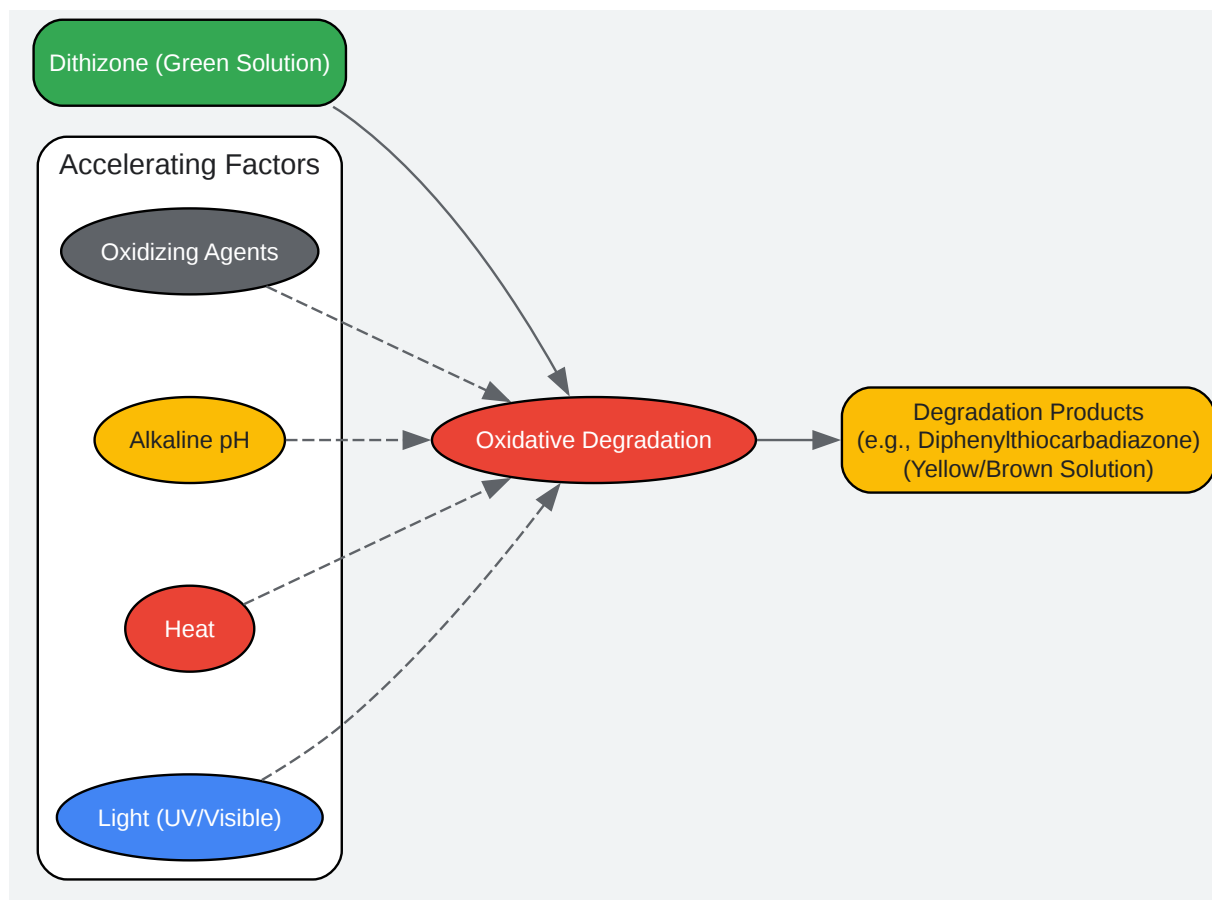 Dithizone (Green Solution)
Accelerating Factors
Oxidizing Agents
Alkaline pH
Heat
Light (UV/Visible)
Oxidative Degradation
Degradation Products
(e.g., Diphenylthiocarbadiazone)
(Yellow/Brown Solution)